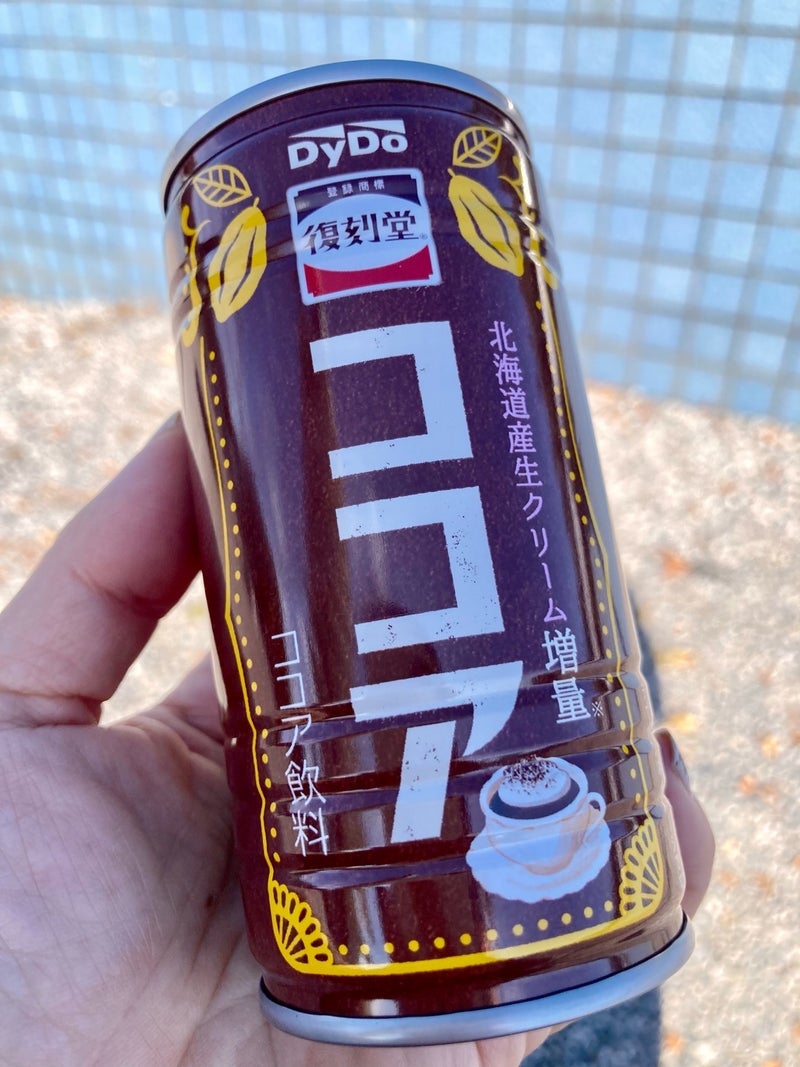 DyDo
登録商標
復刻堂®
ココア
北海道産生クリーム増量※
ココア飲料